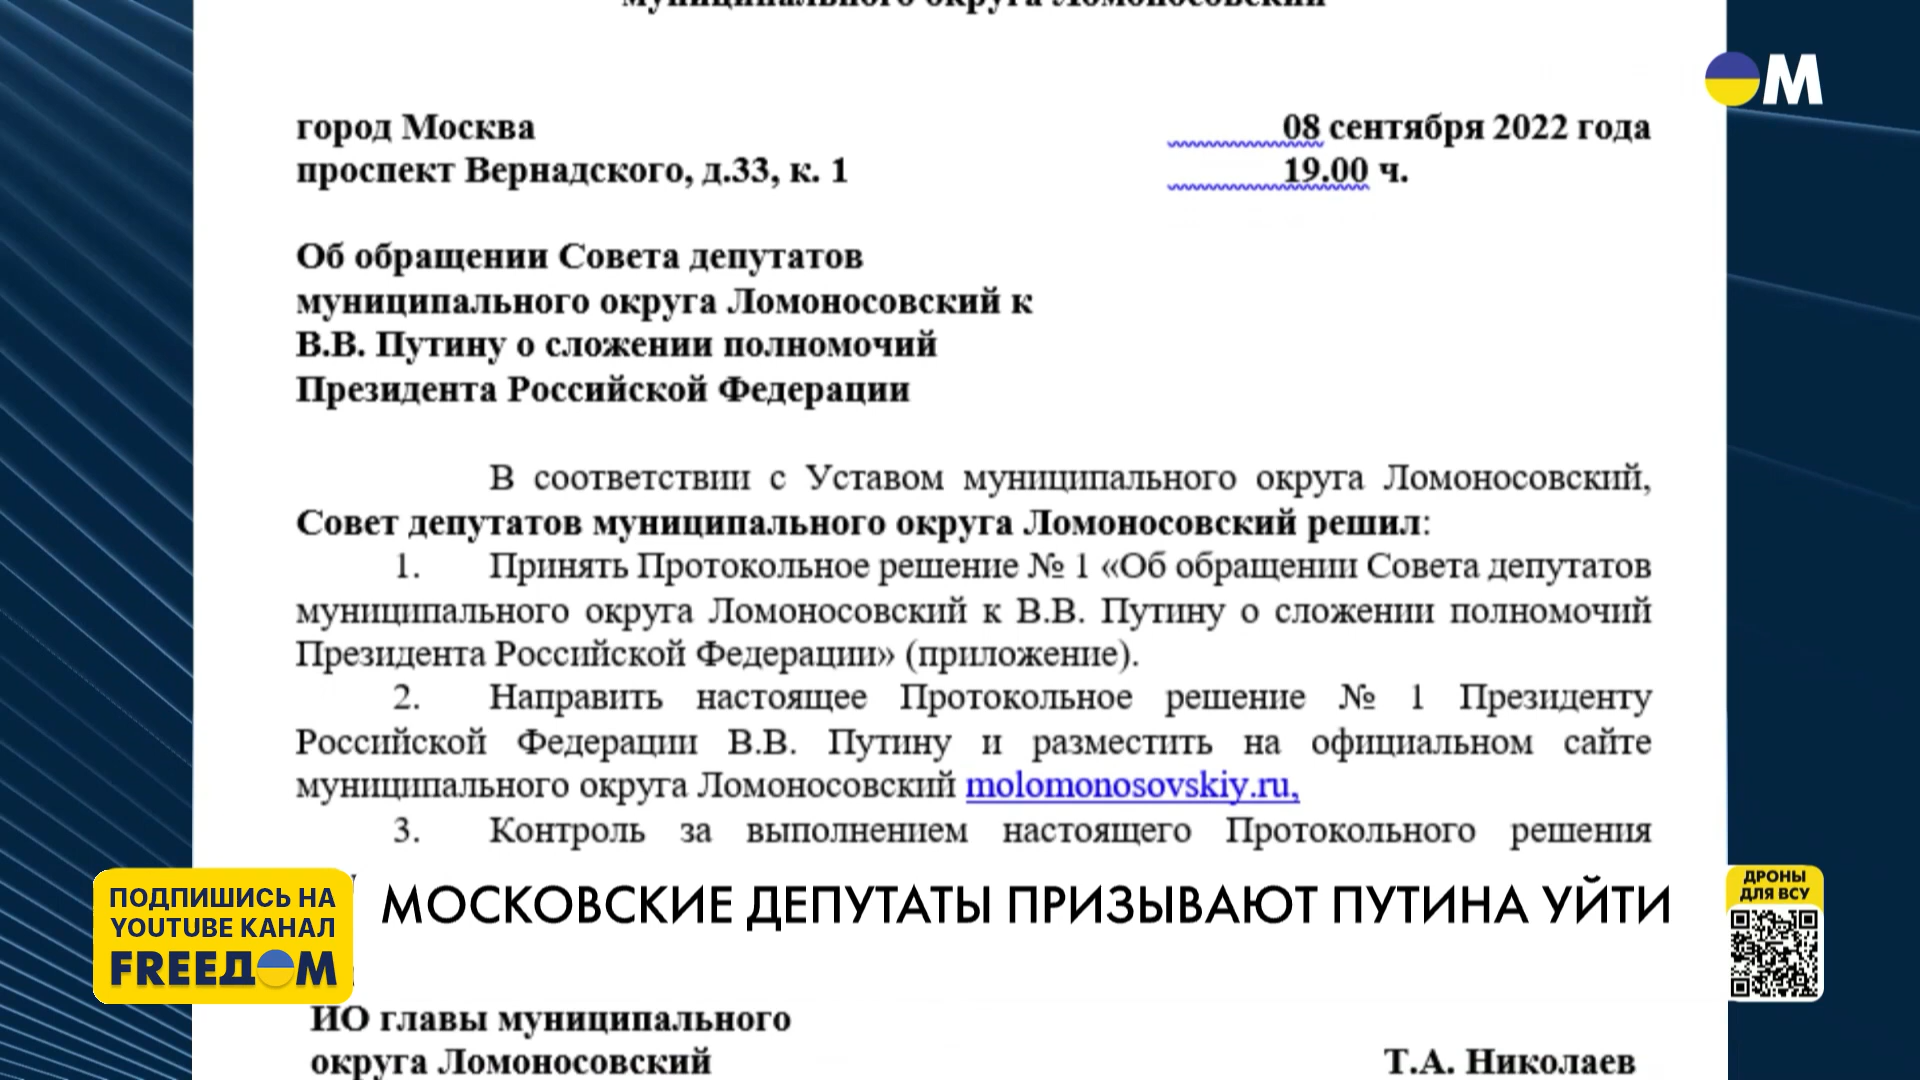 муниципального округа Ломоносовский
М
город Москва
08 сентября 2022 года
проспект Вернадского, д.33, к. 1
19.00 ч.
Об обращении Совета депутатов
муниципального округа Ломоносовский к
В.В. Путину о сложении полномочий
Президента Российской Федерации
В соответствии с Уставом муниципального округа Ломоносовский,
Совет депутатов муниципального округа Ломоносовский решил:
1. Принять Протокольное решение № 1 «Об обращении Совета депутатов
муниципального округа Ломоносовский к В.В. Путину о сложении полномочий
Президента Российской Федерации» (приложение).
2. Направить настоящее Протокольное решение № 1 Президенту
Российской Федерации В.В. Путину и разместить на официальном сайте
муниципального округа Ломоносовский molomonosovskiy.ru,
3. Контроль за выполнением настоящего Протокольного решения
МОСКОВСКИЕ ДЕПУТАТЫ ПРИЗЫВАЮТ ПУТИНА УЙТИ
ПОДПИШИСЬ НА
YOUTUBE КАНАЛ
FREEДОМ
ДРОНЫ
ДЛЯ ВСУ
ИО главы муниципального
округа Ломоносовский
Т.А. Николаев